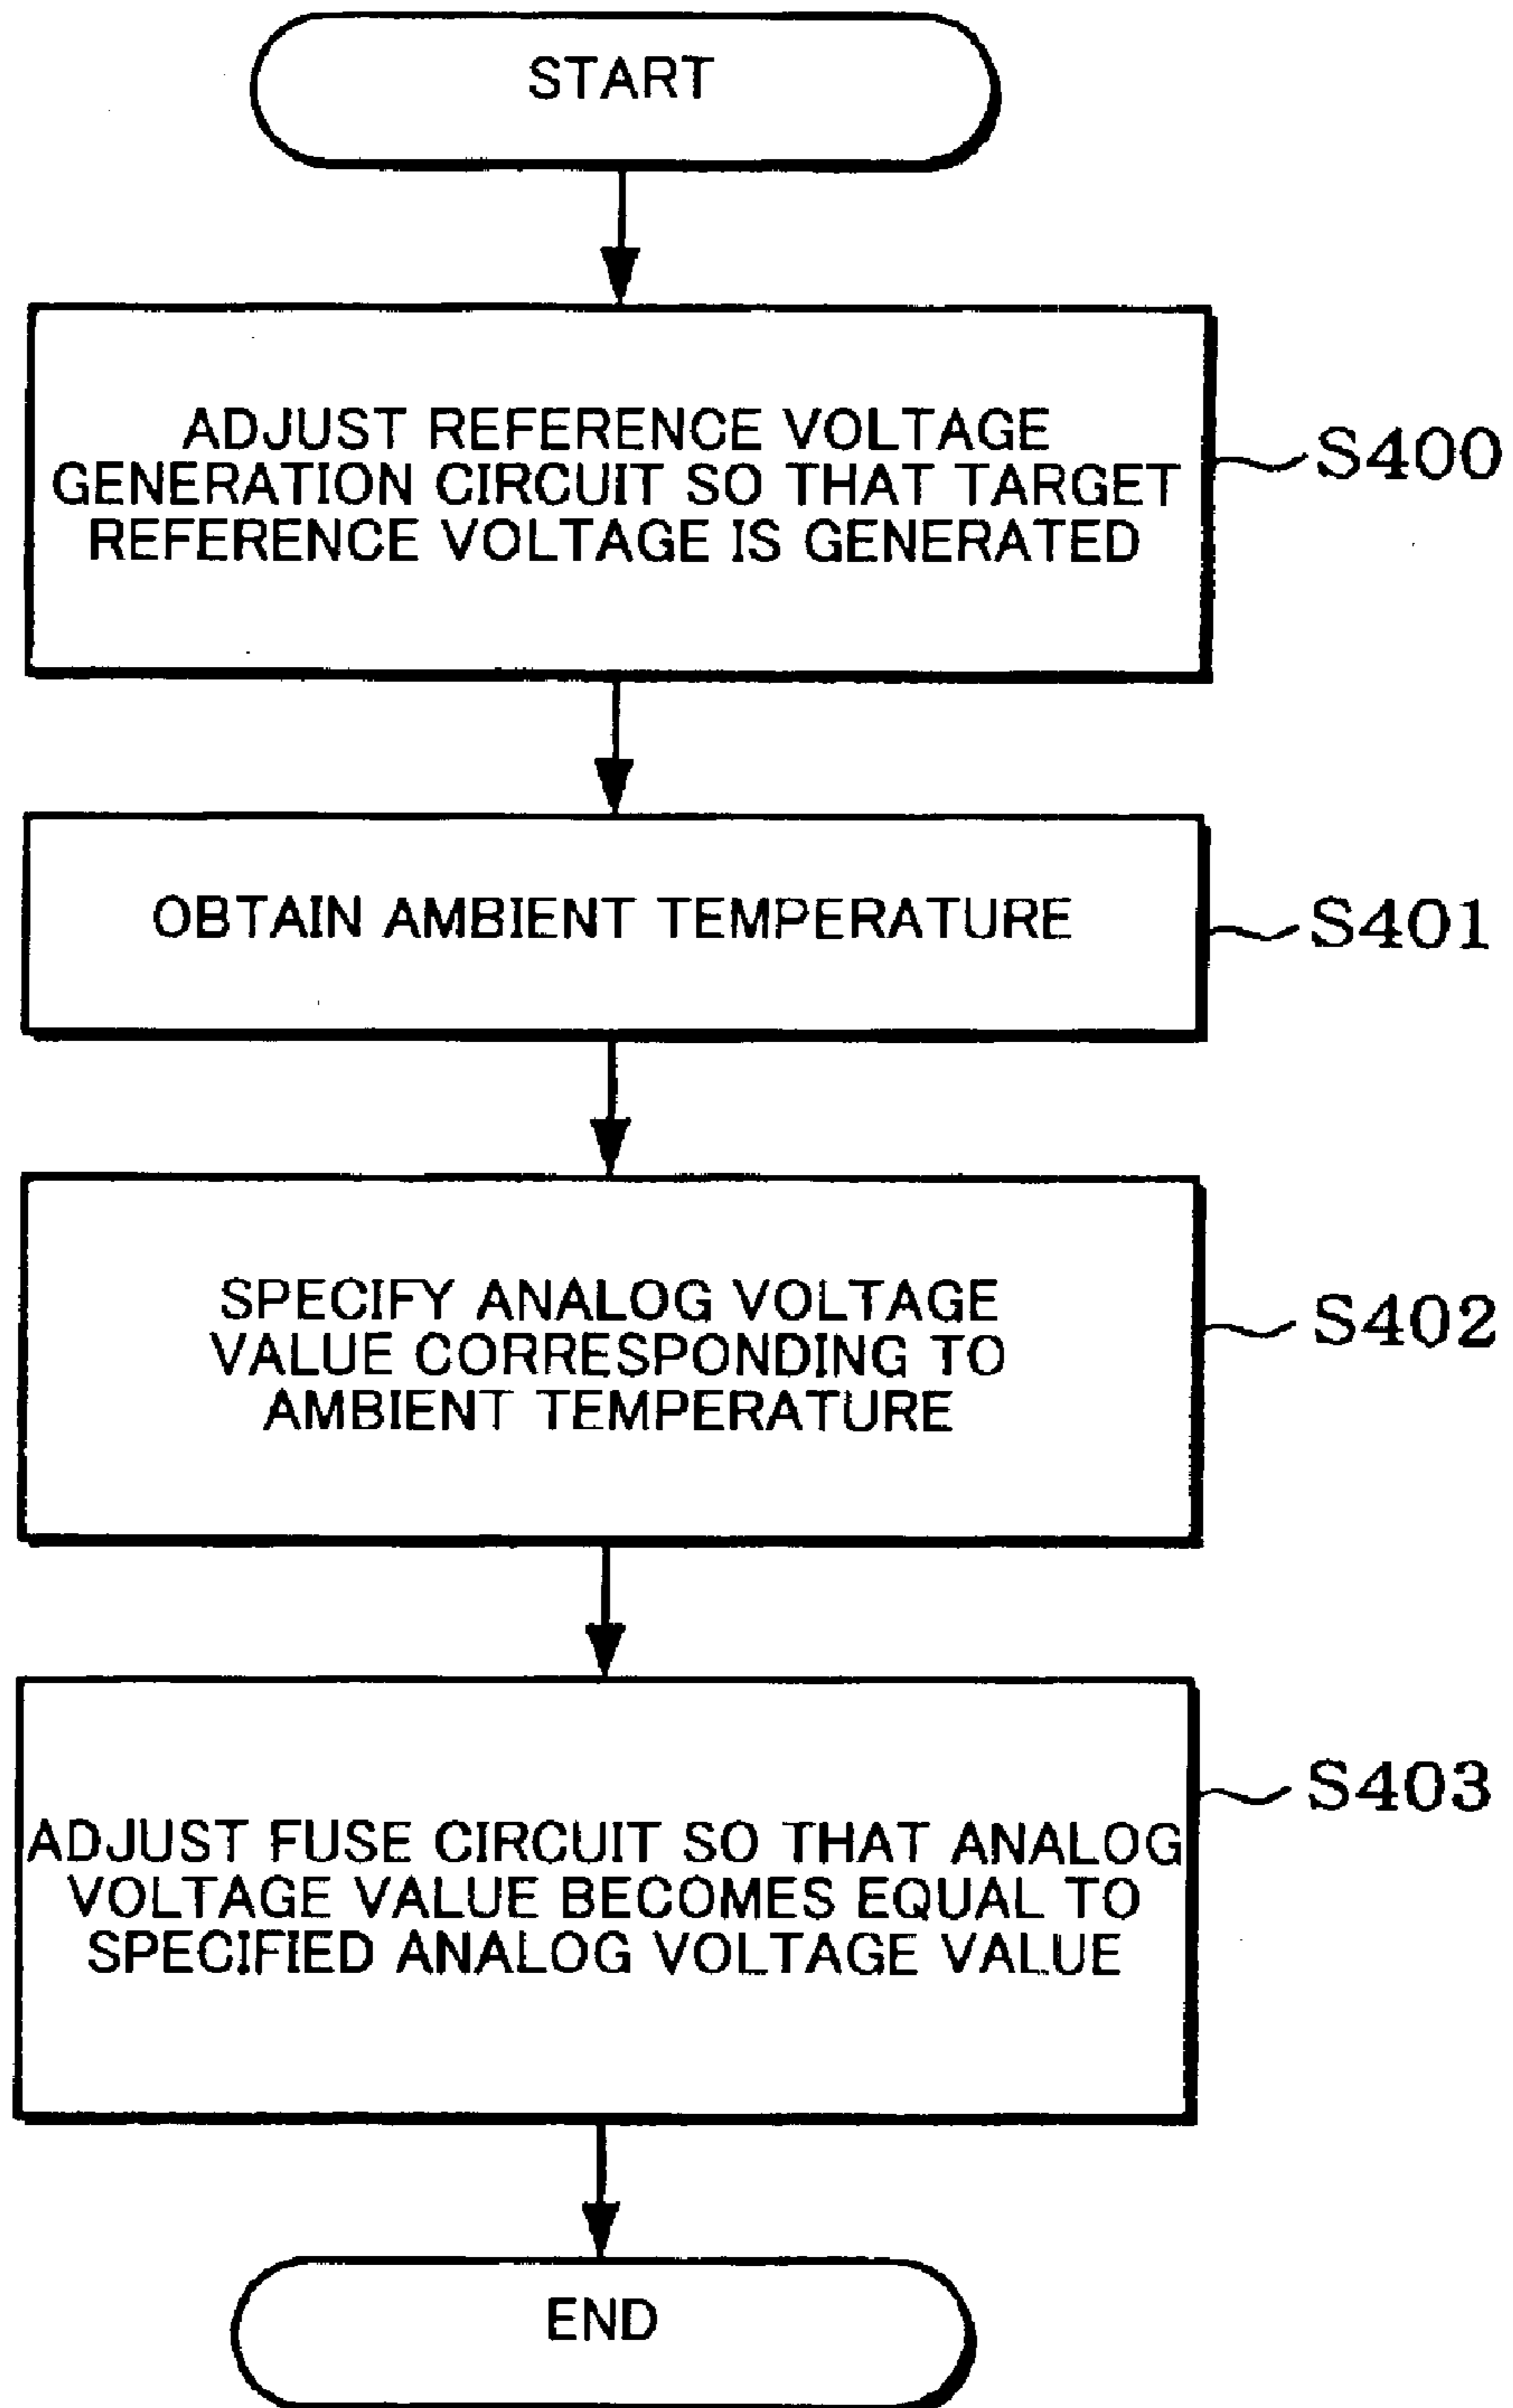 START
ADJUST REFERENCE VOLTAGE
GENERATION CIRCUIT SO THAT TARGET
REFERENCE VOLTAGE IS GENERATED
S400
OBTAIN AMBIENT TEMPERATURE
S401
SPECIFY ANALOG VOLTAGE
VALUE CORRESPONDING TO
AMBIENT TEMPERATURE
S402
ADJUST FUSE CIRCUIT SO THAT ANALOG
VOLTAGE VALUE BECOMES EQUAL TO
SPECIFIED ANALOG VOLTAGE VALUE
S403
END